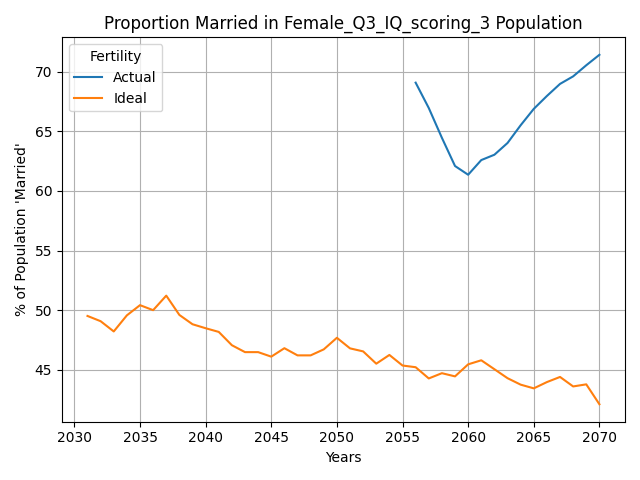 Proportion Married in Female_Q3_IQ_scoring_3 Population
Fertility
Actual
Ideal
% of Population 'Married'
70
65
60
55
50
45
2030
2035
2040
2045
2050
2055
2060
2065
2070
Years